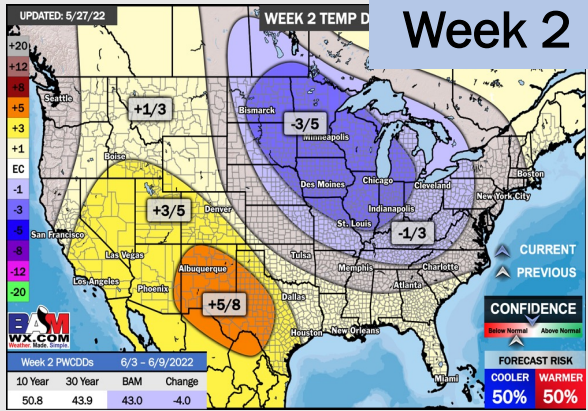 UPDATED: 5/27/22
WEEK 2 TEMP D
Week 2
+20
+12
+8
+5
+3
+1
EC
-1
-3
-5
-8
-12
-20
Seattle
+1/3
Bismarck
-3/5
Minneapolis
Boise
Boston
Des Moines
Chicago
Cleveland
New York City
+3/5
Denver
Indianapolis
St. Louis
-1/3
San Francisco
Las Vegas
Tulsa
Memphis
Charlotte
CURRENT
PREVIOUS
Los Angeles
Phoenix
Albuquerque
Atlanta
+5/8
Dallas
Houston
New Orleans
Miami
CONFIDENCE
Below Normal
Above Normal
BAM
WX.COM
Weather. Made. Simple.
FORECAST RISK
COOLER
WARMER
50%
50%
Week 2 PWCDDs 6/3 – 6/9/2022
10 Year 30 Year BAM Change
50.8 43.9 43.0 -4.0